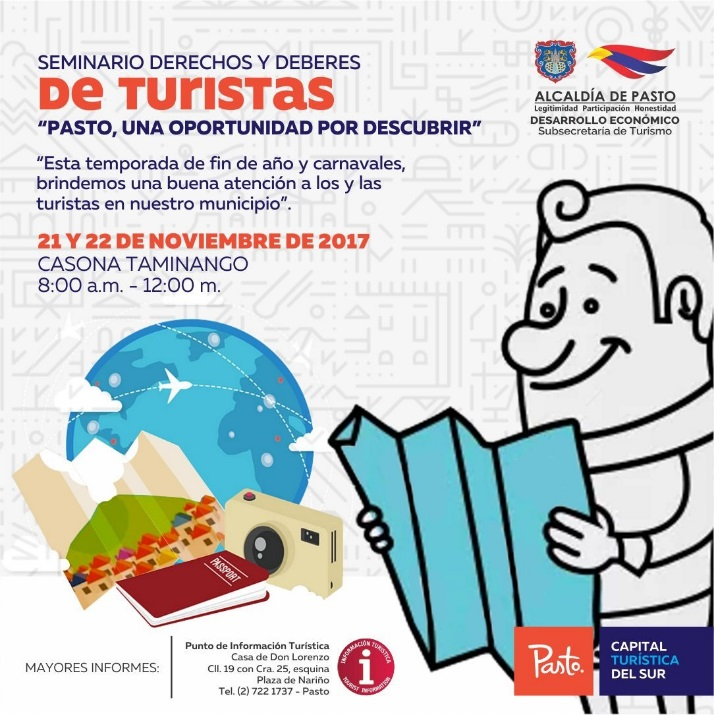 SEMINARIO DERECHOS Y DEBERES
De TURISTas
“PASTO, UNA OPORTUNIDAD POR DESCUBRIR”
“Esta temporada de fin de año y carnavales,
brindemos una buena atención a los y las
turistas en nuestro municipio”.
21 Y 22 DE NOVIEMBRE DE 2017
CASONA TAMINANGO
8:00 a.m. - 12:00 m.
ALCALDÍA DE PASTO
Legitimidad Participación Honestidad
DESARROLLO ECONÓMICO
Subsecretaría de Turismo
PASSPORT
MAYORES INFORMES:
Punto de Información Turística
Casa de Don Lorenzo
Cll. 19 con Cra. 25, esquina
Plaza de Nariño
Tel. (2) 722 1737 - Pasto
INFORMACIÓN TURÍSTICA
i
TOURIST INFORMATION
Pasto.
CAPITAL
TURÍSTICA
DEL SUR